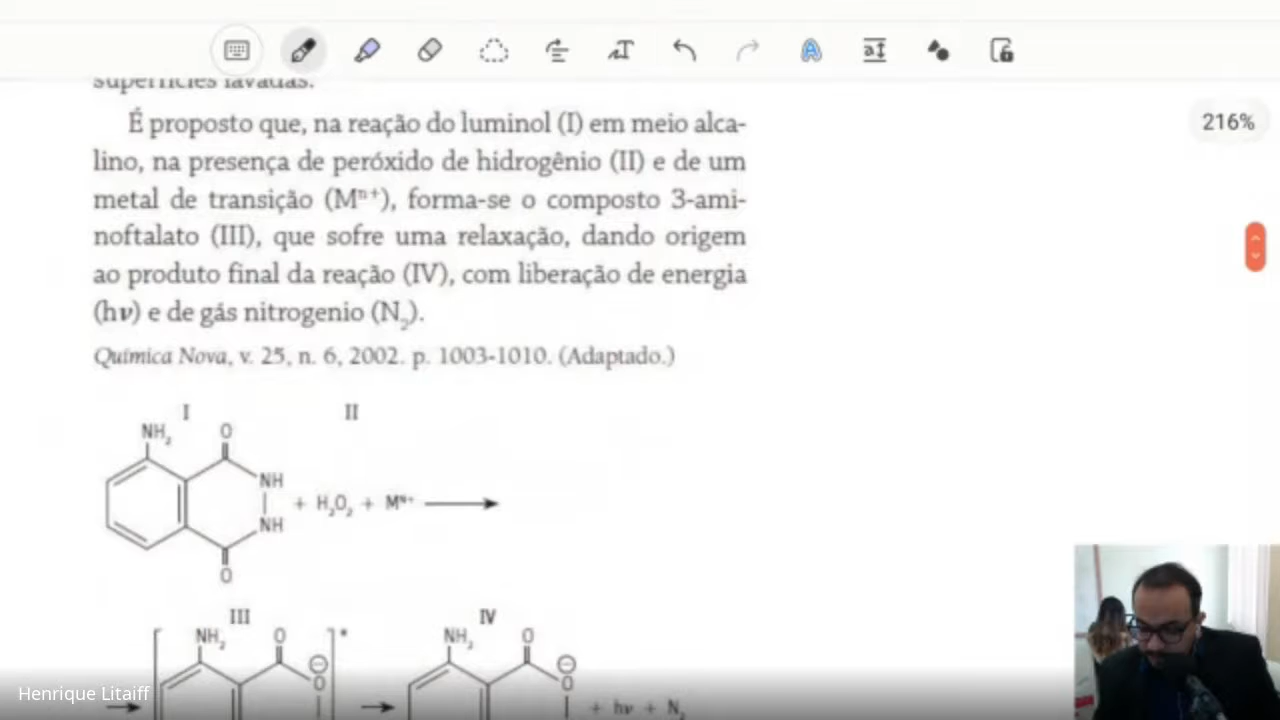 superfícies lavadas.
216%
É proposto que, na reação do luminol (I) em meio alca-
lino, na presença de peróxido de hidrogênio (II) e de um
metal de transição (Mⁿ⁺), forma-se o composto 3-ami-
noftalato (III), que sofre uma relaxação, dando origem
ao produto final da reação (IV), com liberação de energia
(hν) e de gás nitrogenio (N₂).
Química Nova, v. 25, n. 6, 2002. p. 1003-1010. (Adaptado.)
I II
NH₂ O
NH
+ H₂O₂ + Mⁿ⁺
NH
O
III IV
NH₂ O * NH₂ O
O O
+ hν + N₂
Henrique Litaiff